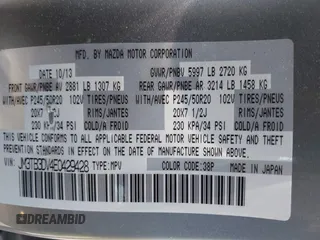 MFD. BY MAZDA MOTOR CORPORATION
DATE 10/13 GVWR/PNBV 5997 LB 2720 KG
FRONT GAWR/PNBE AV 2881 LB 1307 KG REAR GAWR/PNBE AR 3214 LB 1458 KG
WITH/AVEC P245/50R20 102V TIRES/PNEUS WITH/AVEC P245/50R20 102V TIRES/PNEUS
20X7 1/2J RIMS/JANTES 20X7 1/2J RIMS/JANTES
230 KPA/34 PSI COLD/A FROID 230 KPA/34 PSI COLD/A FROID
THIS VEHICLE CONFORMS TO ALL APPLICABLE FEDERAL MOTOR VEHICLE SAFETY, BUMPER, AND THEFT
PREVENTION STANDARDS IN EFFECT ON THE DATE OF MANUFACTURE SHOWN ABOVE.
JM3TB3DV4E0429428 TYPE:MPV COLOR CODE:38P MADE IN JAPAN
DREAMBID